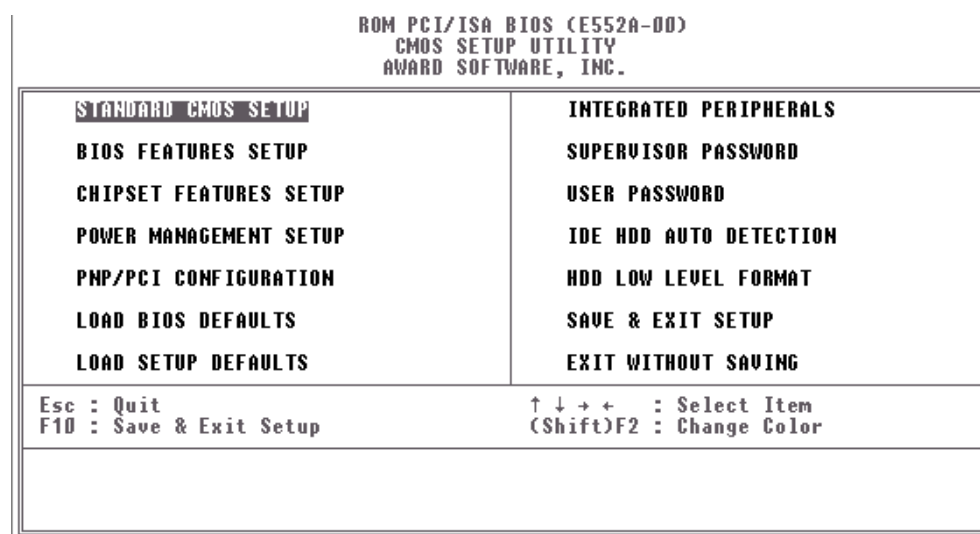 ROM PCI/ISA BIOS (E552A-00)
CMOS SETUP UTILITY
AWARD SOFTWARE, INC.
STANDARD CMOS SETUP
BIOS FEATURES SETUP
CHIPSET FEATURES SETUP
POWER MANAGEMENT SETUP
PNP/PCI CONFIGURATION
LOAD BIOS DEFAULTS
LOAD SETUP DEFAULTS
INTEGRATED PERIPHERALS
SUPERVISOR PASSWORD
USER PASSWORD
IDE HDD AUTO DETECTION
HDD LOW LEVEL FORMAT
SAVE & EXIT SETUP
EXIT WITHOUT SAVING
Esc : Quit
F10 : Save & Exit Setup
↑ ↓ → ← : Select Item
(Shift)F2 : Change Color